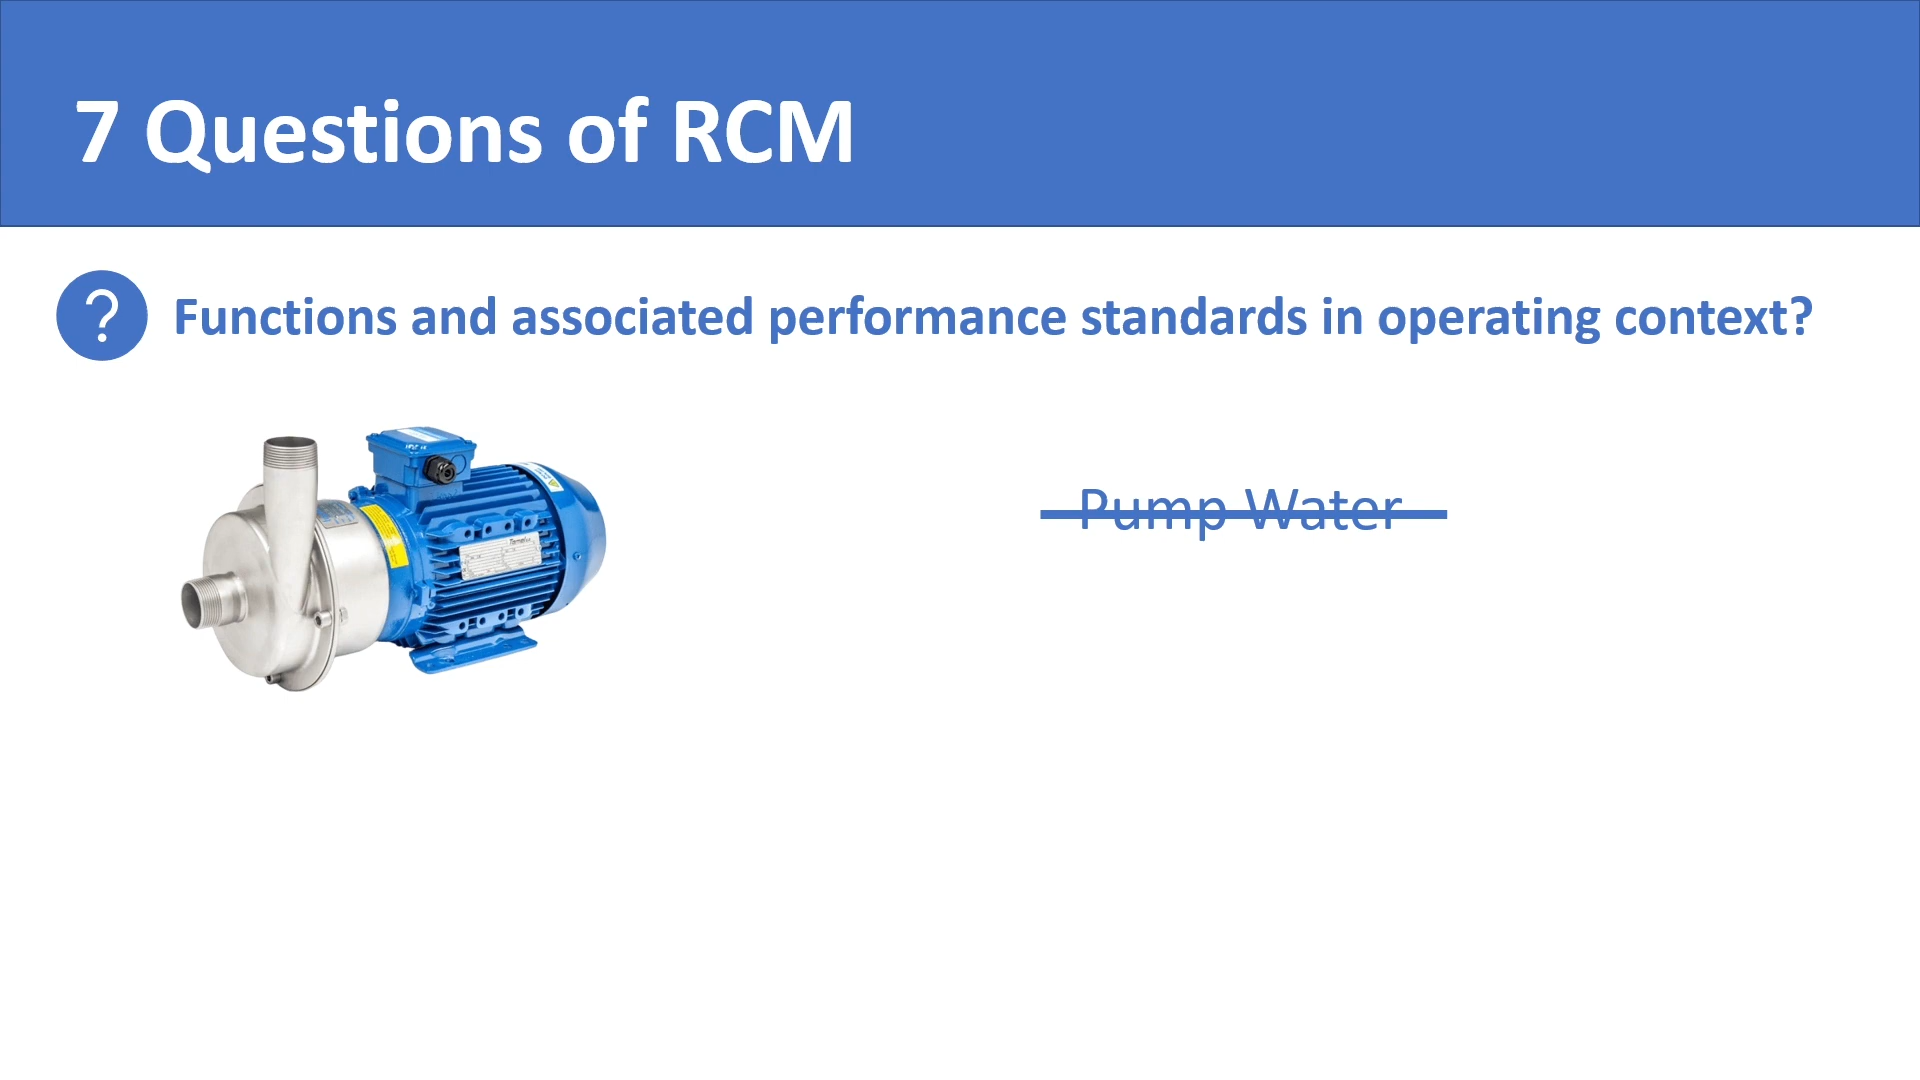 7 Questions of RCM
? Functions and associated performance standards in operating context?
Pump Water